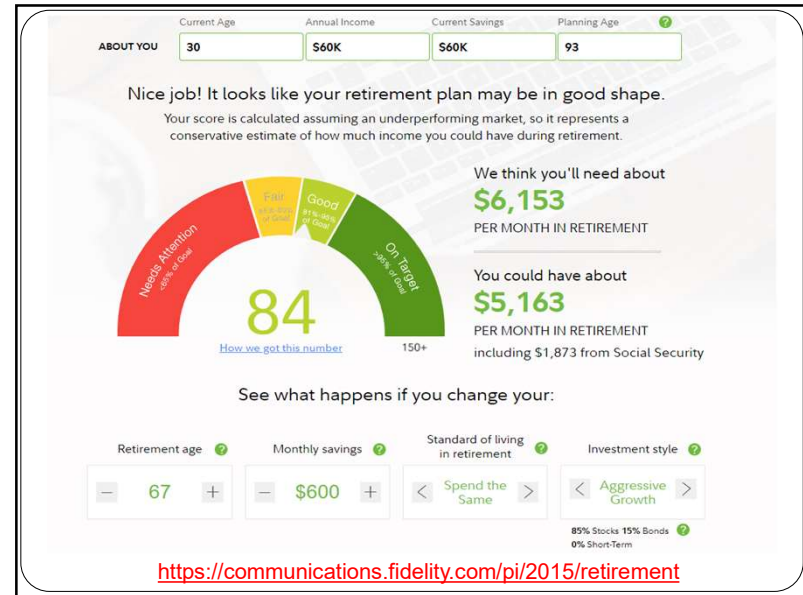 Current Age Annual Income Current Savings Planning Age ?
ABOUT YOU 30 $60K $60K 93
Nice job! It looks like your retirement plan may be in good shape.
Your score is calculated assuming an underperforming market, so it represents a
conservative estimate of how much income you could have during retirement.
Needs Attention
<65% of Goal
Fair
of Goal
Good
81%-95%
of Goal
On Target
>95% of Goal
84
How we got this number
150+
We think you'll need about
$6,153
PER MONTH IN RETIREMENT
You could have about
$5,163
PER MONTH IN RETIREMENT
including $1,873 from Social Security
See what happens if you change your:
Retirement age ?
− 67 +
Monthly savings ?
− $600 +
Standard of living
in retirement ?
< Spend the
Same >
Investment style ?
< Aggressive
Growth >
85% Stocks 15% Bonds ?
0% Short-Term
https://communications.fidelity.com/pi/2015/retirement